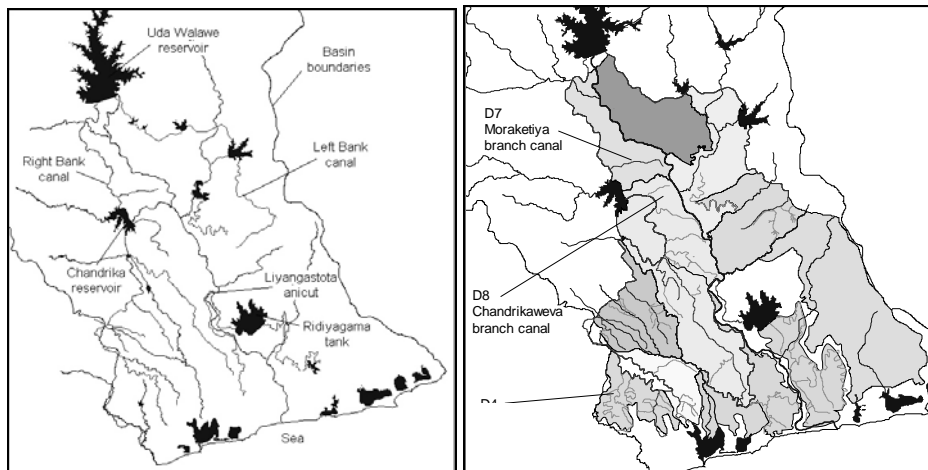 Uda Walawe
reservoir
Basin
boundaries
Right Bank
canal
Left Bank
canal
Chandrika
reservoir
Liyangastota
anicut
Ridiyagama
tank
Sea
D7
Moraketiya
branch canal
D8
Chandrikaweva
branch canal